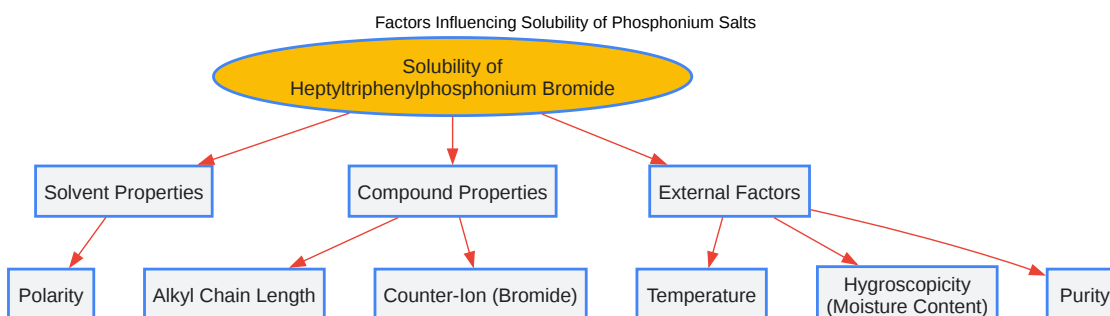 Factors Influencing Solubility of Phosphonium Salts
Solubility of
Heptyltriphenylphosphonium Bromide
Solvent Properties
Compound Properties
External Factors
Polarity
Alkyl Chain Length
Counter-Ion (Bromide)
Temperature
Hygroscopicity
(Moisture Content)
Purity